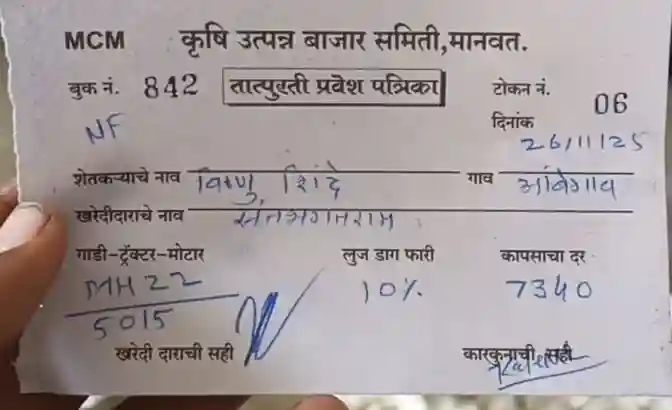 MCM कृषि उत्पन्न बाजार समिती,मानवत.
बुक नं. 842 तात्पुरती प्रवेश पत्रिका टोकन नं. 06
NF दिनांक 26/11/25
शेतकऱ्याचे नाव विष्णु शिंदे गाव आंबेगाव
खरेदीदाराचे नाव
गाडी-ट्रॅक्टर-मोटार लुज डाग फारी कापसाचा दर
MH 22 10% 7340
5015
खरेदी दाराची सही कारकुनाची सही